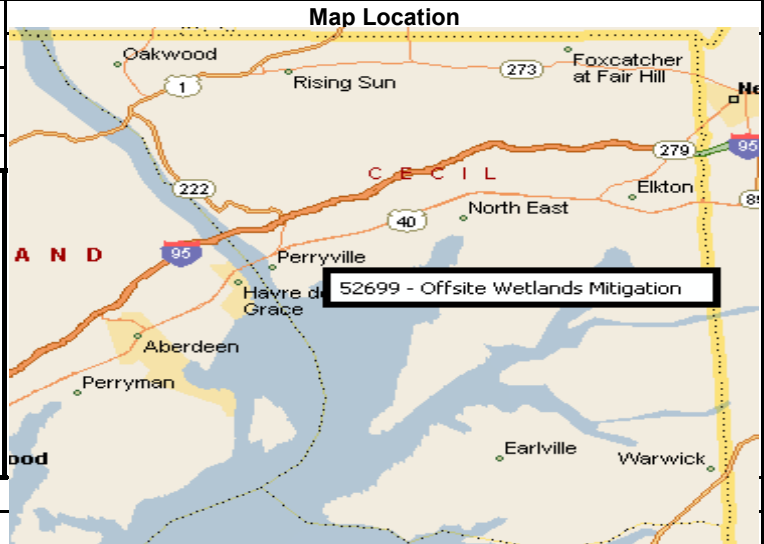 Map Location
Oakwood
Foxcatcher
at Fair Hill
273
Rising Sun
1
Ne
279
95
C E C I L
222
Elkton
40
North East
A N D
95
Perryville
52699 - Offsite Wetlands Mitigation
Havre de
Grace
Aberdeen
Perryman
Earlville
Warwick
ood